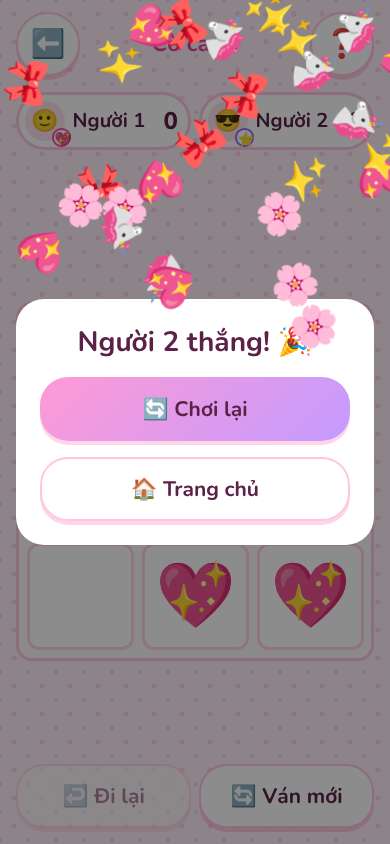 Người 1 0
Người 2
Người 2 thắng!
Chơi lại
Trang chủ
Đi lại
Ván mới